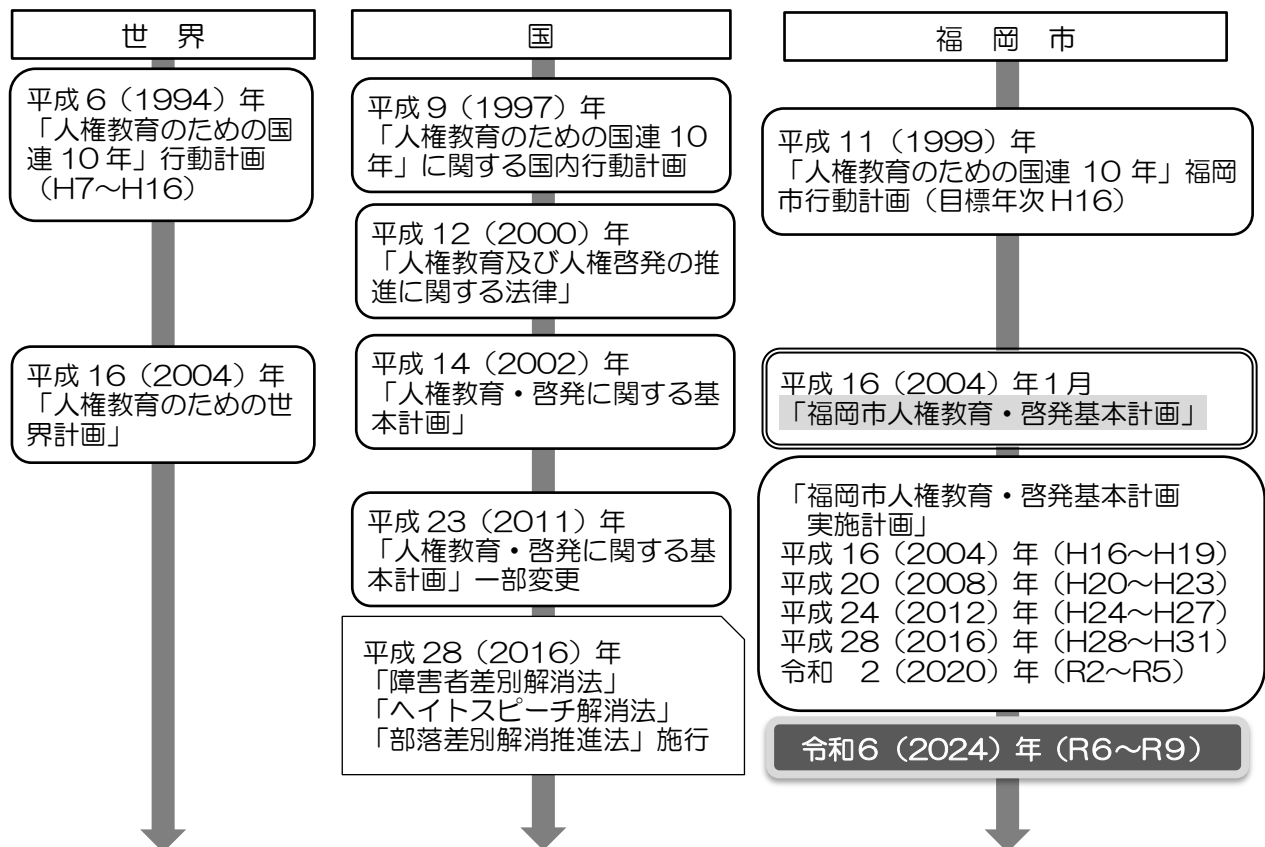 世 界
平成 6（1994）年
「人権教育のための国
連 10 年」行動計画
（H7～H16）
平成 16（2004）年
「人権教育のための世
界計画」
国
平成 9（1997）年
「人権教育のための国連 10
年」に関する国内行動計画
平成 12（2000）年
「人権教育及び人権啓発の推
進に関する法律」
平成 14（2002）年
「人権教育・啓発に関する基
本計画」
平成 23（2011）年
「人権教育・啓発に関する基
本計画」一部変更
平成 28（2016）年
「障害者差別解消法」
「ヘイトスピーチ解消法」
「部落差別解消推進法」施行
福 岡 市
平成 11（1999）年
「人権教育のための国連 10 年」福岡
市行動計画（目標年次 H16）
平成 16（2004）年１月
「福岡市人権教育・啓発基本計画」
「福岡市人権教育・啓発基本計画
実施計画」
平成 16（2004）年（H16～H19）
平成 20（2008）年（H20～H23）
平成 24（2012）年（H24～H27）
平成 28（2016）年（H28～H31）
令和　2（2020）年（R2～R5）
令和６（2024）年（R6～R9）